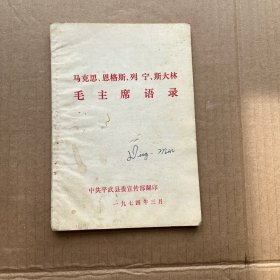 马克思、恩格斯、列宁、斯大林
毛主席语录
中共平武县委宣传部翻印
一九七四年三月